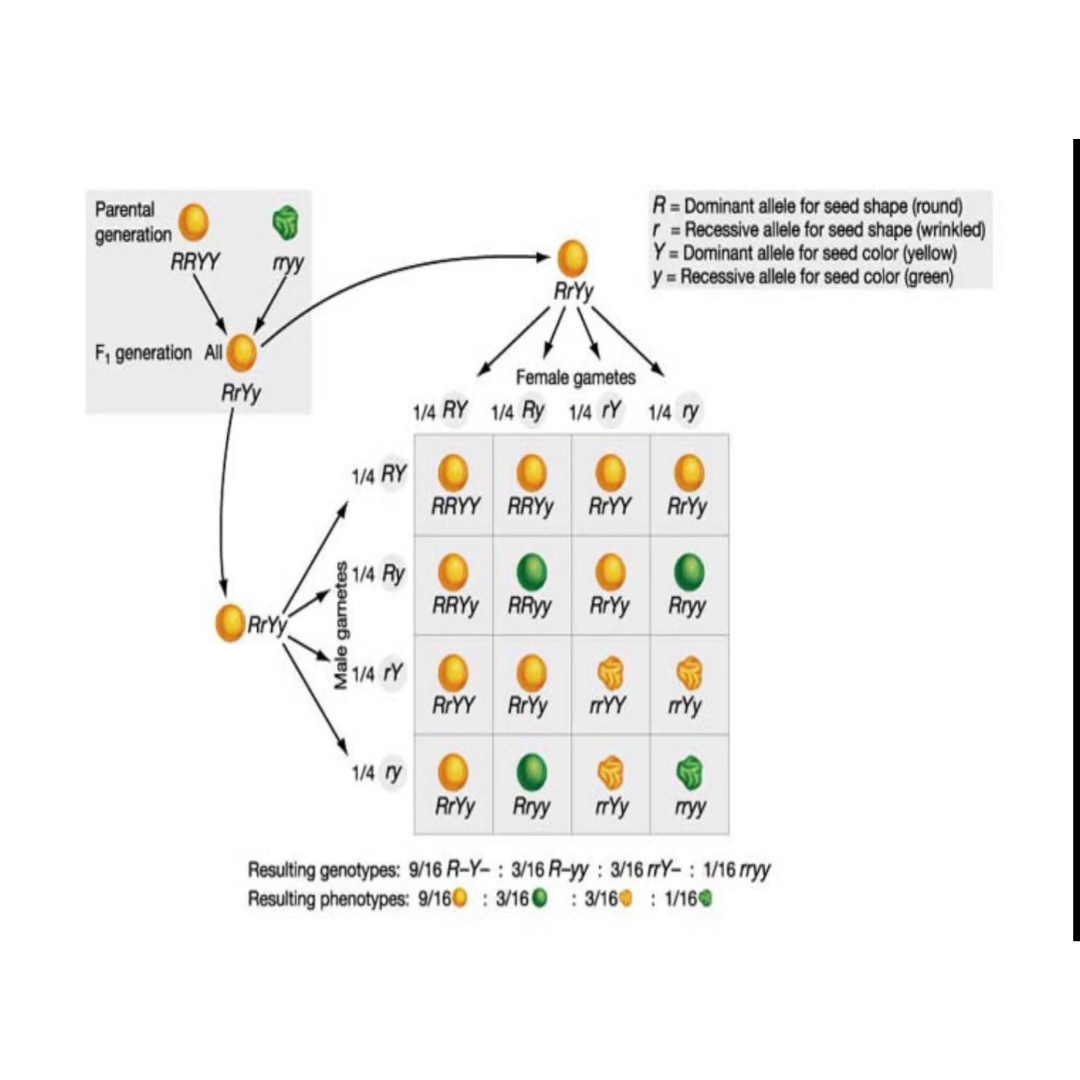 Parental
generation
RRYY rryy
F₁ generation All
RrYy
R = Dominant allele for seed shape (round)
r = Recessive allele for seed shape (wrinkled)
Y = Dominant allele for seed color (yellow)
y = Recessive allele for seed color (green)
RrYy
Female gametes
1/4 RY 1/4 Ry 1/4 rY 1/4 ry
RrYy
Male gametes
1/4 RY
RRYY RRYy RrYY RrYy
1/4 Ry
RRYy RRyy RrYy Rryy
1/4 rY
RrYY RrYy rrYY rrYy
1/4 ry
RrYy Rryy rrYy rryy
Resulting genotypes: 9/16 R–Y– : 3/16 R–yy : 3/16 rrY– : 1/16 rryy
Resulting phenotypes: 9/16 : 3/16 : 3/16 : 1/16